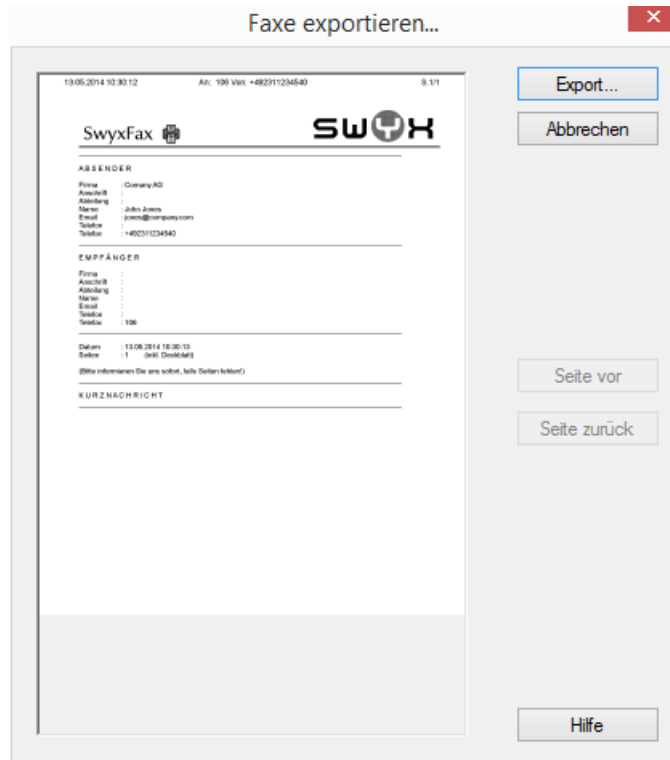 Faxe exportieren...
13.05.2014 10:30:12 An: 106 Von: +492311234540 S.1/1
SwyxFax swyx
ABSENDER
Firma : Comany AG
Anschrift :
Abteilung :
Name : John Jones
Email : jones@company.com
Telefon :
Telefax : +492311234540
EMPFÄNGER
Firma :
Anschrift :
Abteilung :
Name :
Email :
Telefon :
Telefax : 106
Datum : 13.05.2014 10:30:13
Seiten : 1 (inkl. Deckblatt)
(Bitte informieren Sie uns sofort, falls Seiten fehlen!)
KURZNACHRICHT
Export...
Abbrechen
Seite vor
Seite zurück
Hilfe